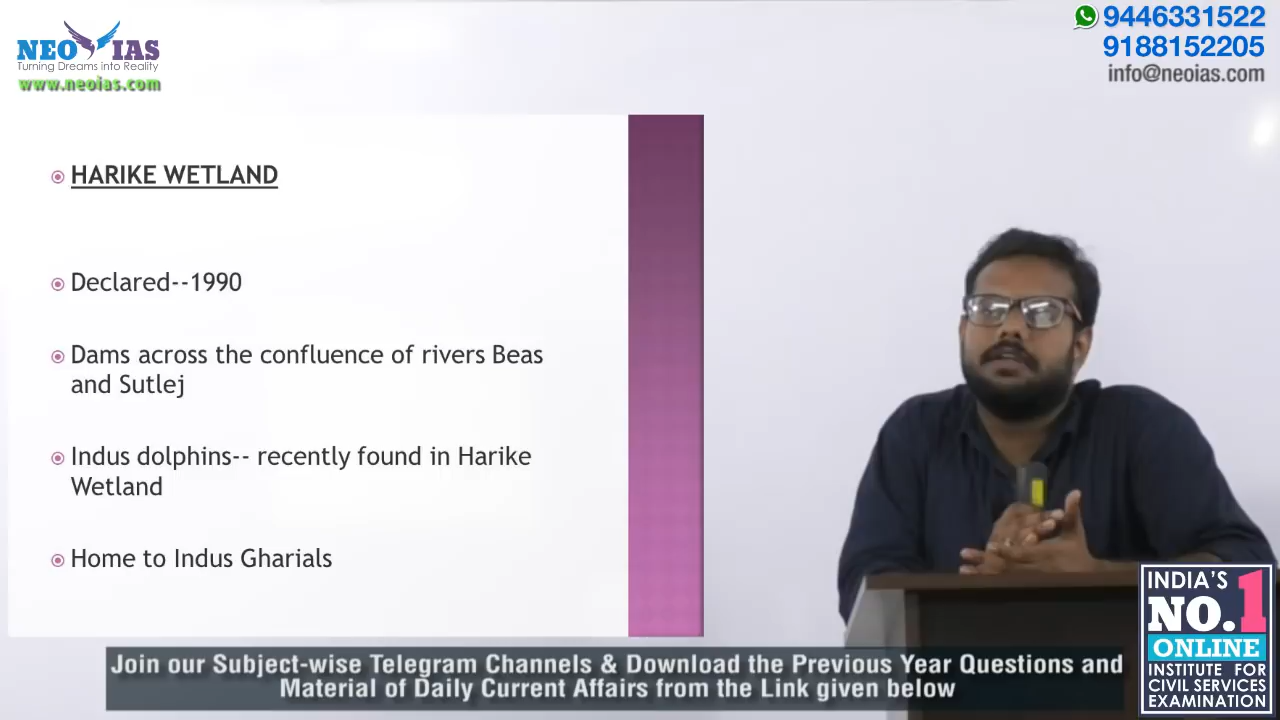 NEO IAS
Turning Dreams into Reality
www.neoias.com
9446331522
9188152205
info@neoias.com
HARIKE WETLAND
Declared--1990
Dams across the confluence of rivers Beas
and Sutlej
Indus dolphins-- recently found in Harike
Wetland
Home to Indus Gharials
Join our Subject-wise Telegram Channels & Download the Previous Year Questions and
Material of Daily Current Affairs from the Link given below
INDIA'S
NO.1
ONLINE
INSTITUTE FOR
CIVIL SERVICES
EXAMINATION